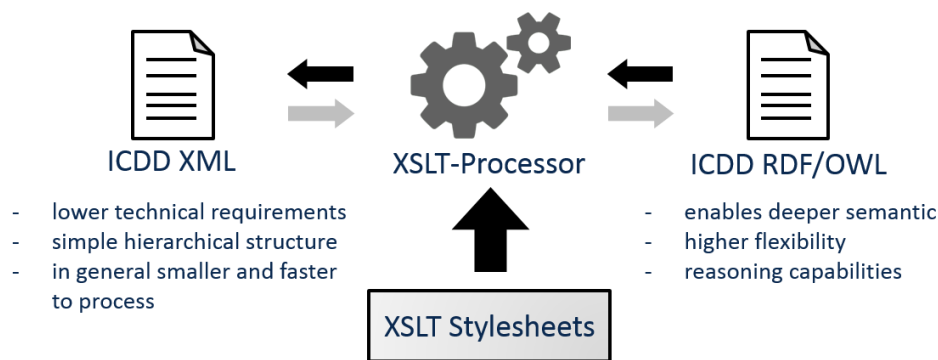 ICDD XML
XSLT-Processor
ICDD RDF/OWL
- lower technical requirements
- simple hierarchical structure
- in general smaller and faster
to process
- enables deeper semantic
- higher flexibility
- reasoning capabilities
XSLT Stylesheets